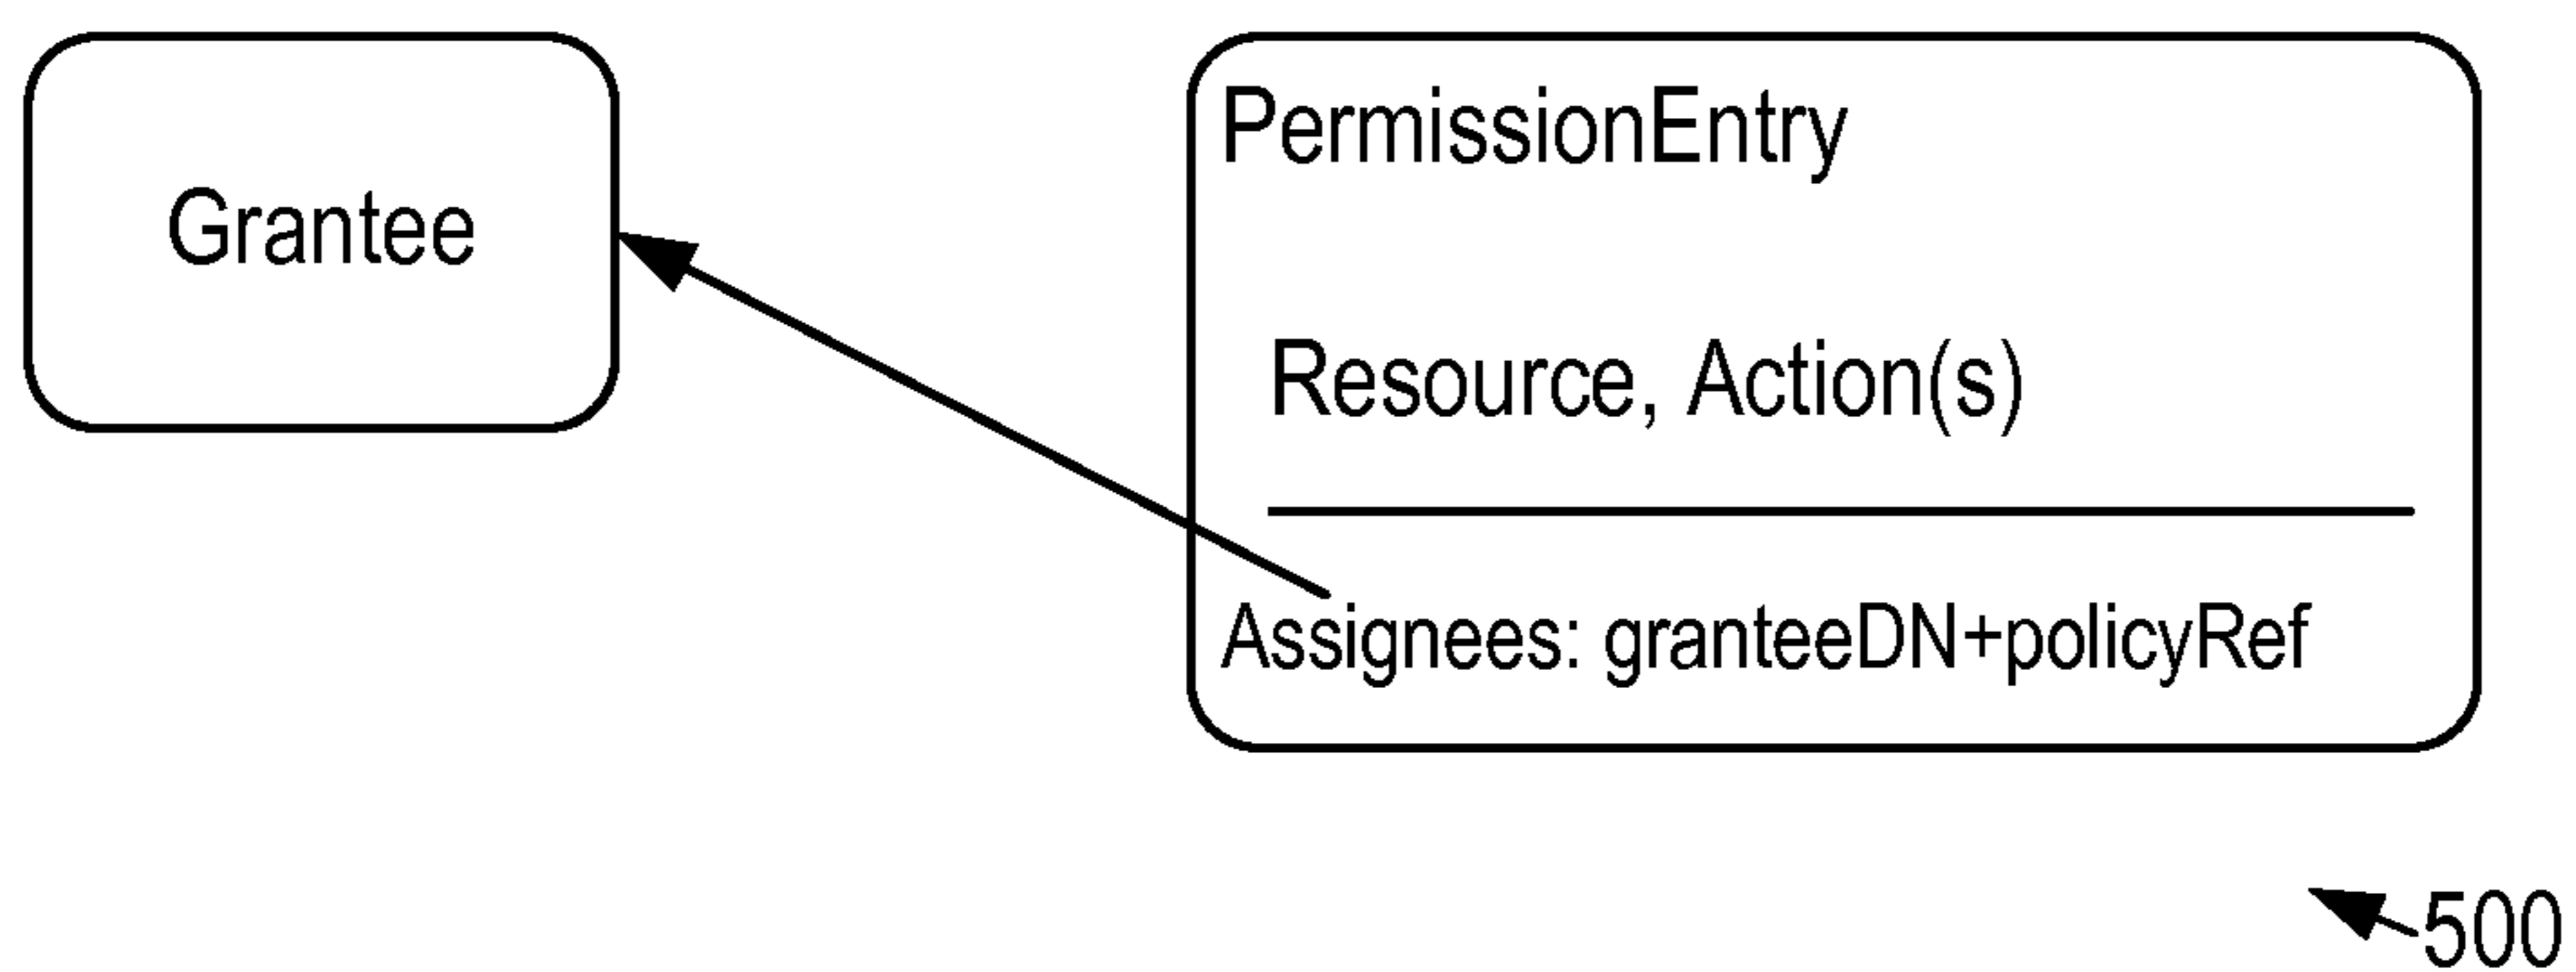 Grantee
PermissionEntry
Resource, Action(s)
Assignees: granteeDN+policyRef
500